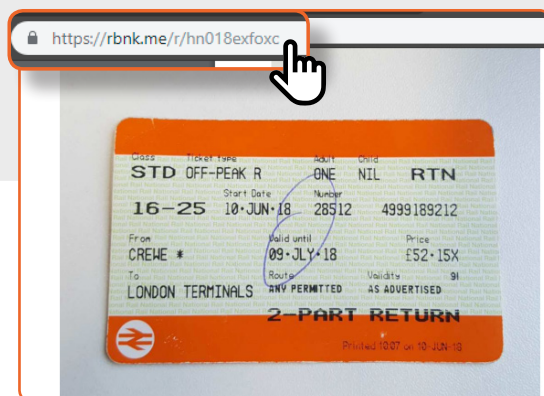 https://rbnk.me/r/hn018exfoxc
Class Ticket type Adult Child
STD OFF-PEAK R ONE NIL RTN
Start Date Number
16-25 10·JUN·18 28512 4999189212
From Valid until Price
CREWE * 09·JLY·18 £52·15X
To Route Validity 91
LONDON TERMINALS ANY PERMITTED AS ADVERTISED
2-PART RETURN
Printed 1007 on 10-JUN-18